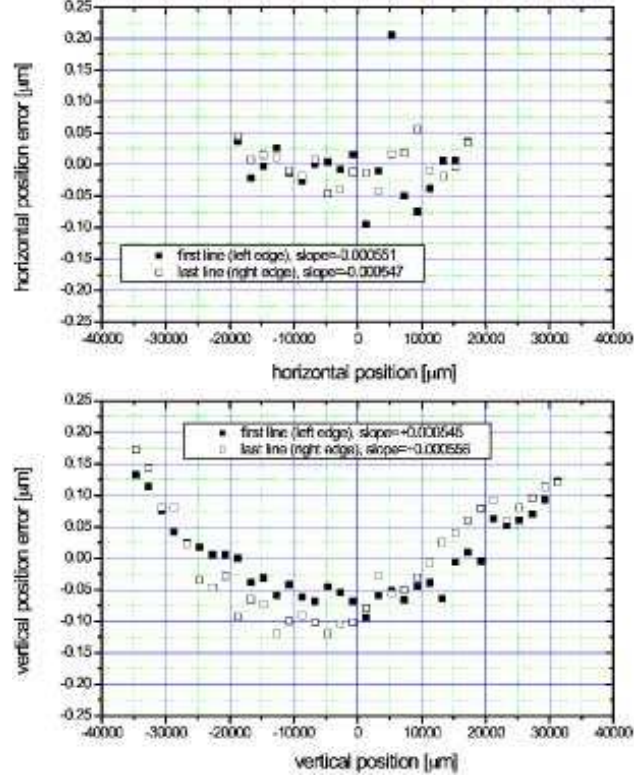 0.25
0.20
0.15
0.10
0.05
0.00
-0.05
-0.10
-0.15
-0.20
-0.25
horizontal position error [µm]
first line (left edge), slope=-0.000551
last line (right edge), slope=-0.000547
-40000 -30000 -20000 -10000 0 10000 20000 30000 40000
horizontal position [µm]
0.25
0.20
0.15
0.10
0.05
0.00
-0.05
-0.10
-0.15
-0.20
-0.25
vertical position error [µm]
first line (left edge), slope=+0.000546
last line (right edge), slope=+0.000556
-40000 -30000 -20000 -10000 0 10000 20000 30000 40000
vertical position [µm]